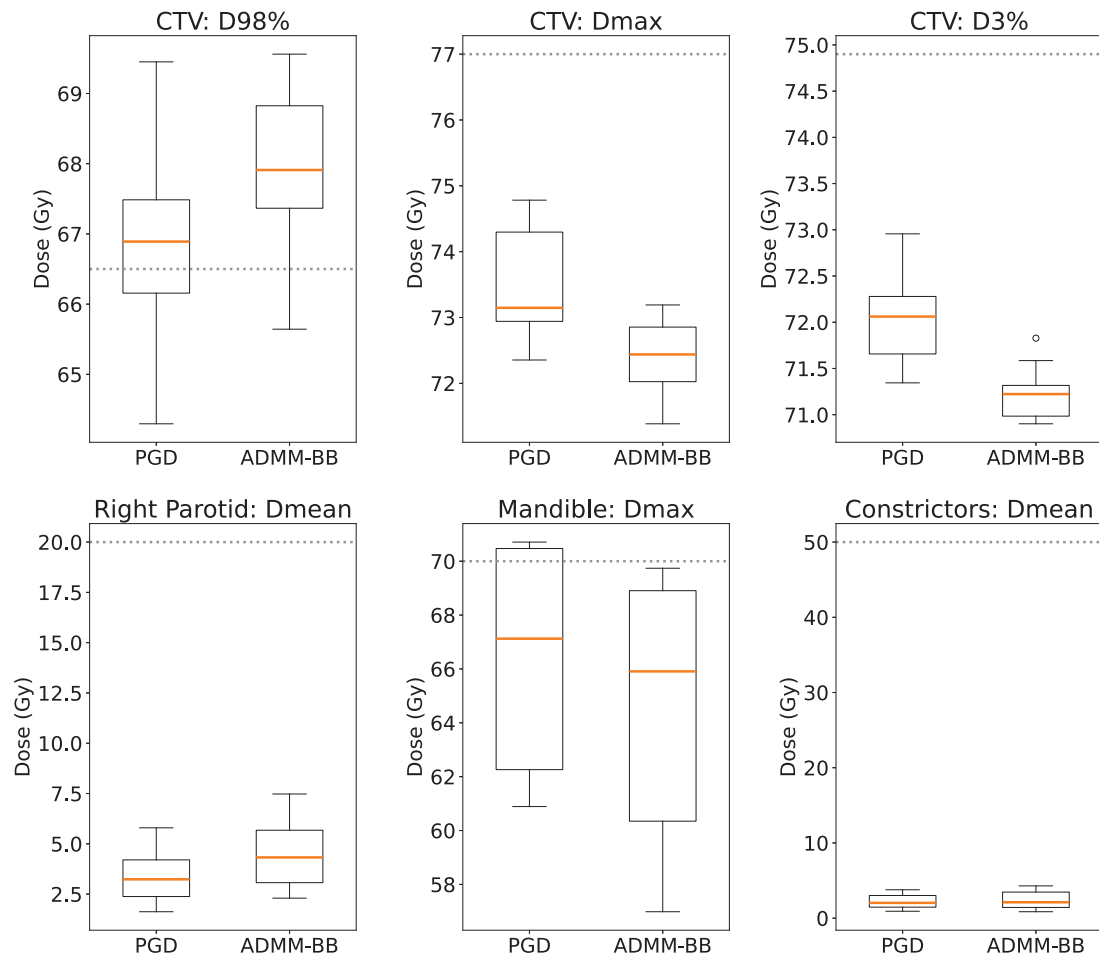 CTV: D98%
CTV: Dmax
CTV: D3%
Dose (Gy)
69
68
67
66
65
PGD
ADMM-BB
Dose (Gy)
77
76
75
74
73
72
PGD
ADMM-BB
Dose (Gy)
75.0
74.5
74.0
73.5
73.0
72.5
72.0
71.5
71.0
PGD
ADMM-BB
Right Parotid: Dmean
Mandible: Dmax
Constrictors: Dmean
Dose (Gy)
20.0
17.5
15.0
12.5
10.0
7.5
5.0
2.5
PGD
ADMM-BB
Dose (Gy)
70
68
66
64
62
60
58
PGD
ADMM-BB
Dose (Gy)
50
40
30
20
10
0
PGD
ADMM-BB